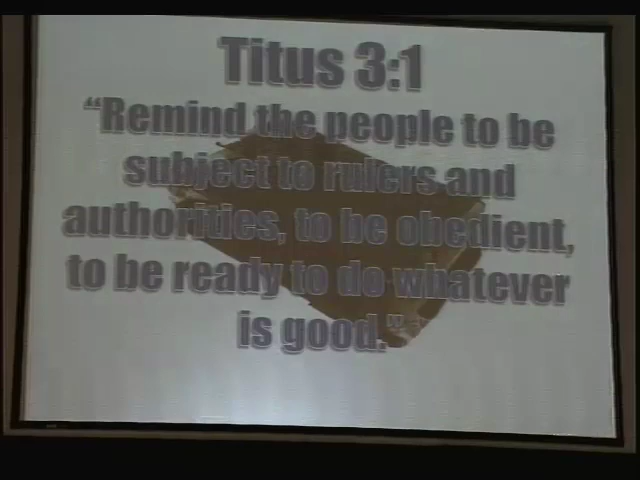 Titus 3:1
“Remind the people to be
subject to rulers and
authorities, to be obedient,
to be ready to do whatever
is good."